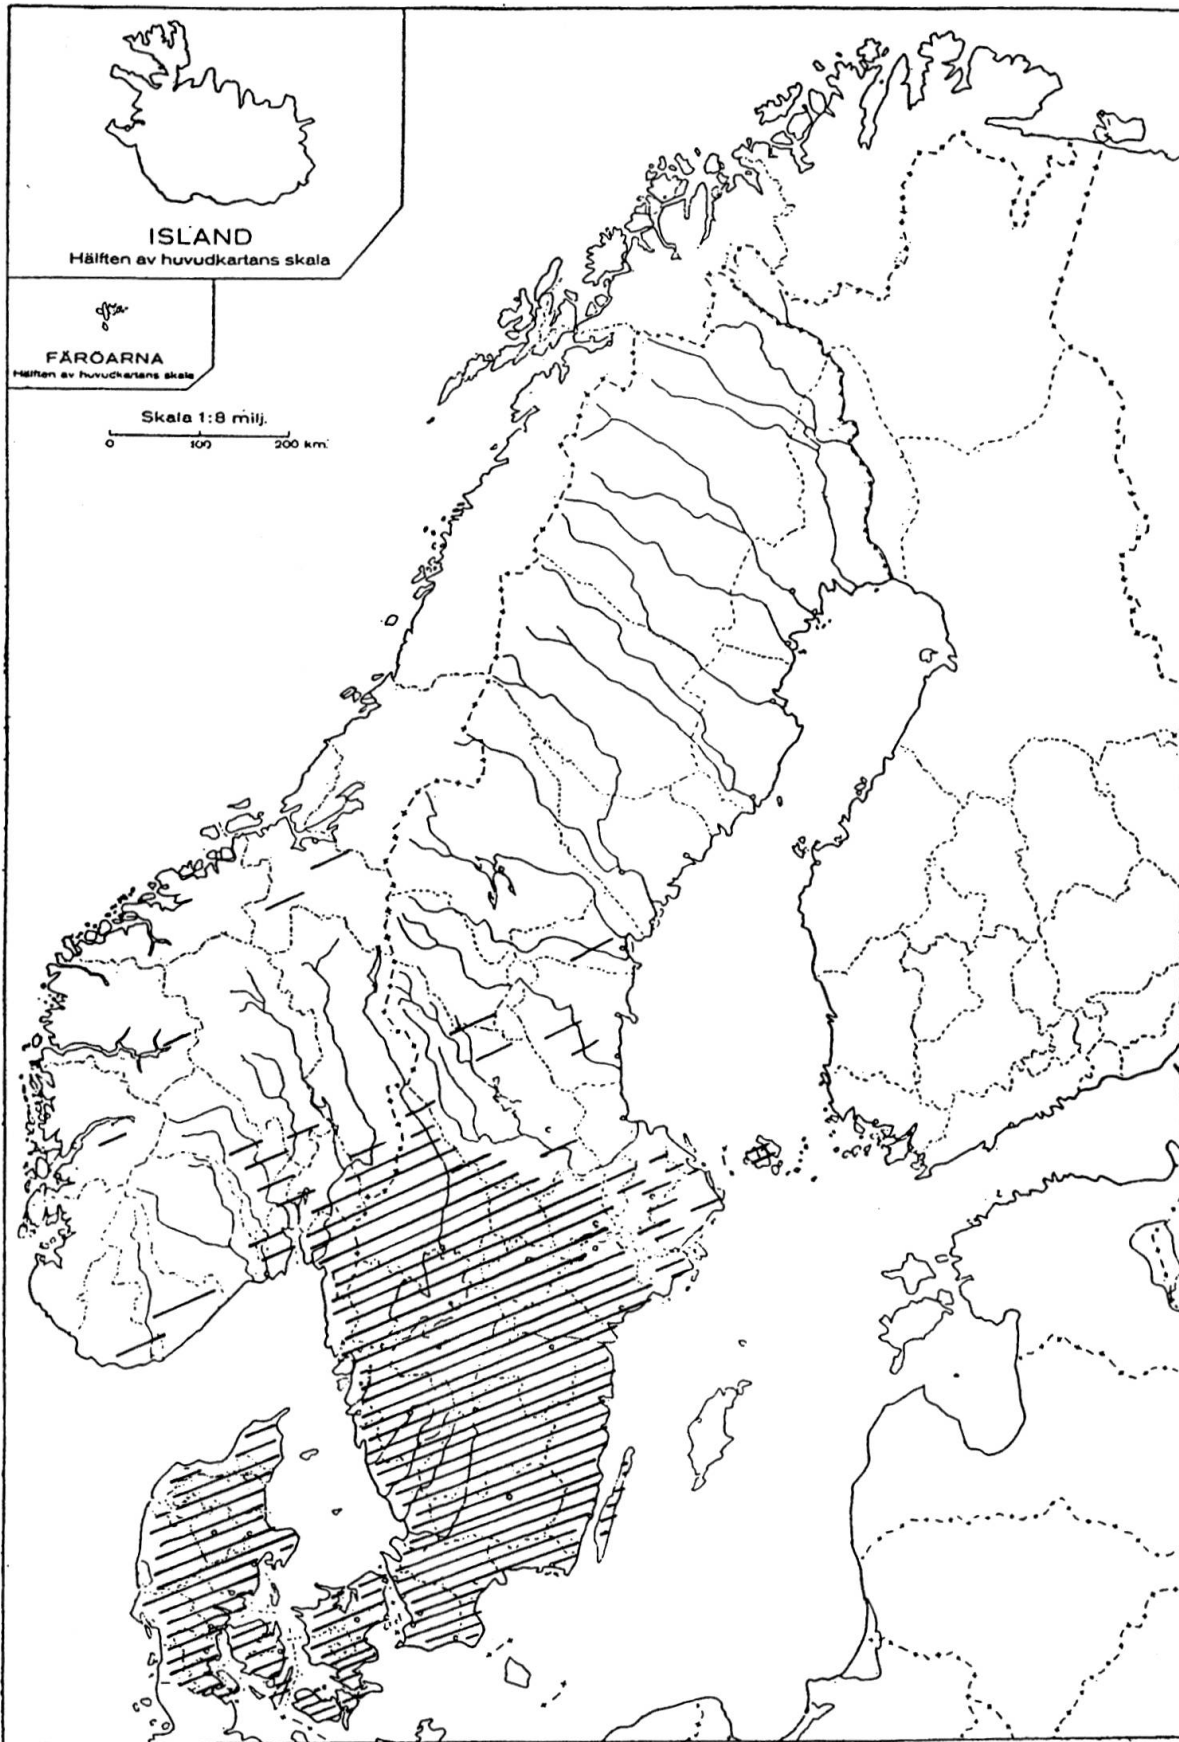 ISLAND
Hälften av huvudkartans skala
FÄRÖARNA
Hälften av huvudkartans skala
Skala 1:8 milj.
0 100 200 km.